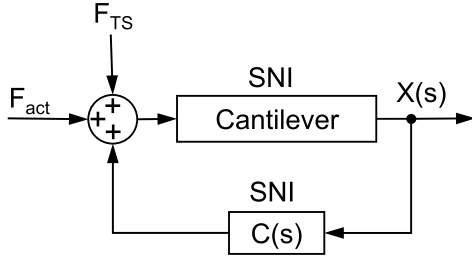 F_TS
SNI
X(s)
F_act
+
+
+
Cantilever
SNI
C(s)